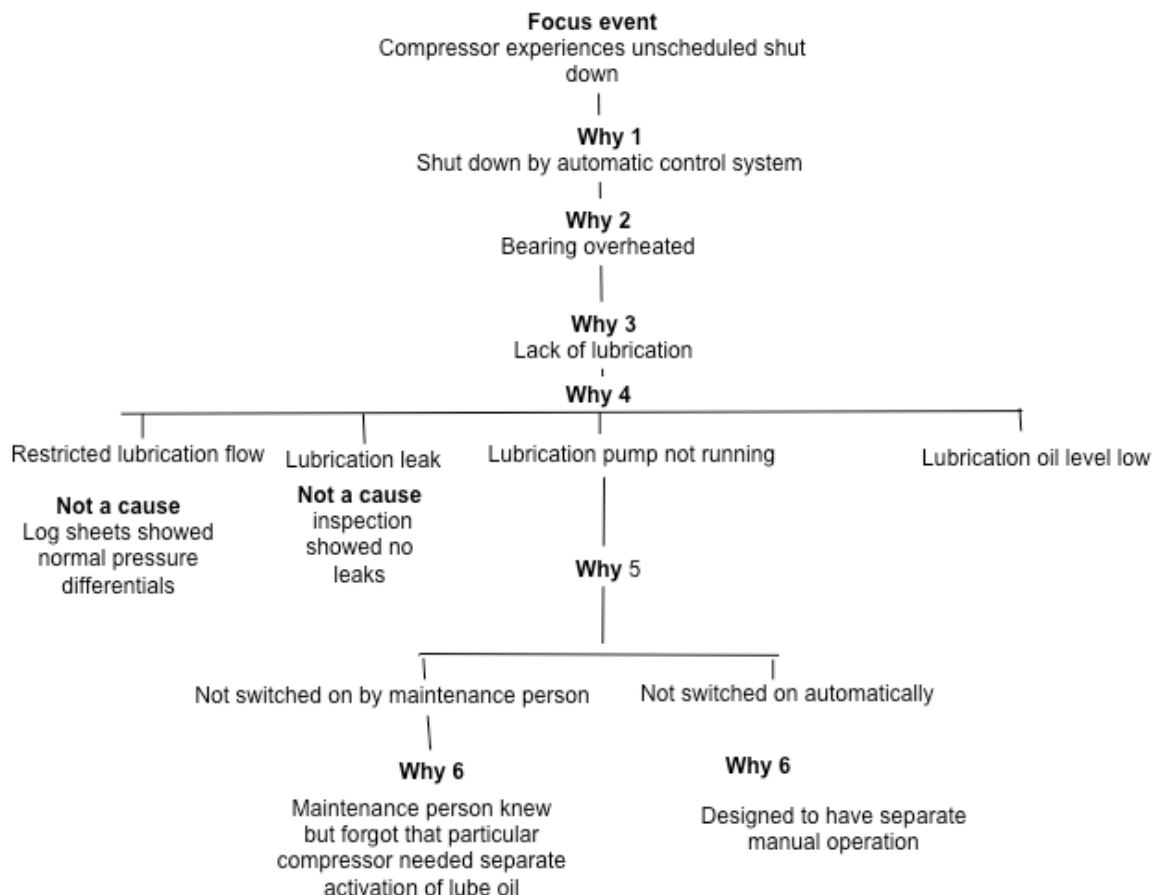 Focus event
Compressor experiences unscheduled shut
down
Why 1
Shut down by automatic control system
Why 2
Bearing overheated
Why 3
Lack of lubrication
Why 4
Restricted lubrication flow
Not a cause
Log sheets showed
normal pressure
differentials
Lubrication leak
Not a cause
inspection
showed no
leaks
Lubrication pump not running
Lubrication oil level low
Why 5
Not switched on by maintenance person
Why 6
Maintenance person knew
but forgot that particular
compressor needed separate
activation of lube oil
Not switched on automatically
Why 6
Designed to have separate
manual operation